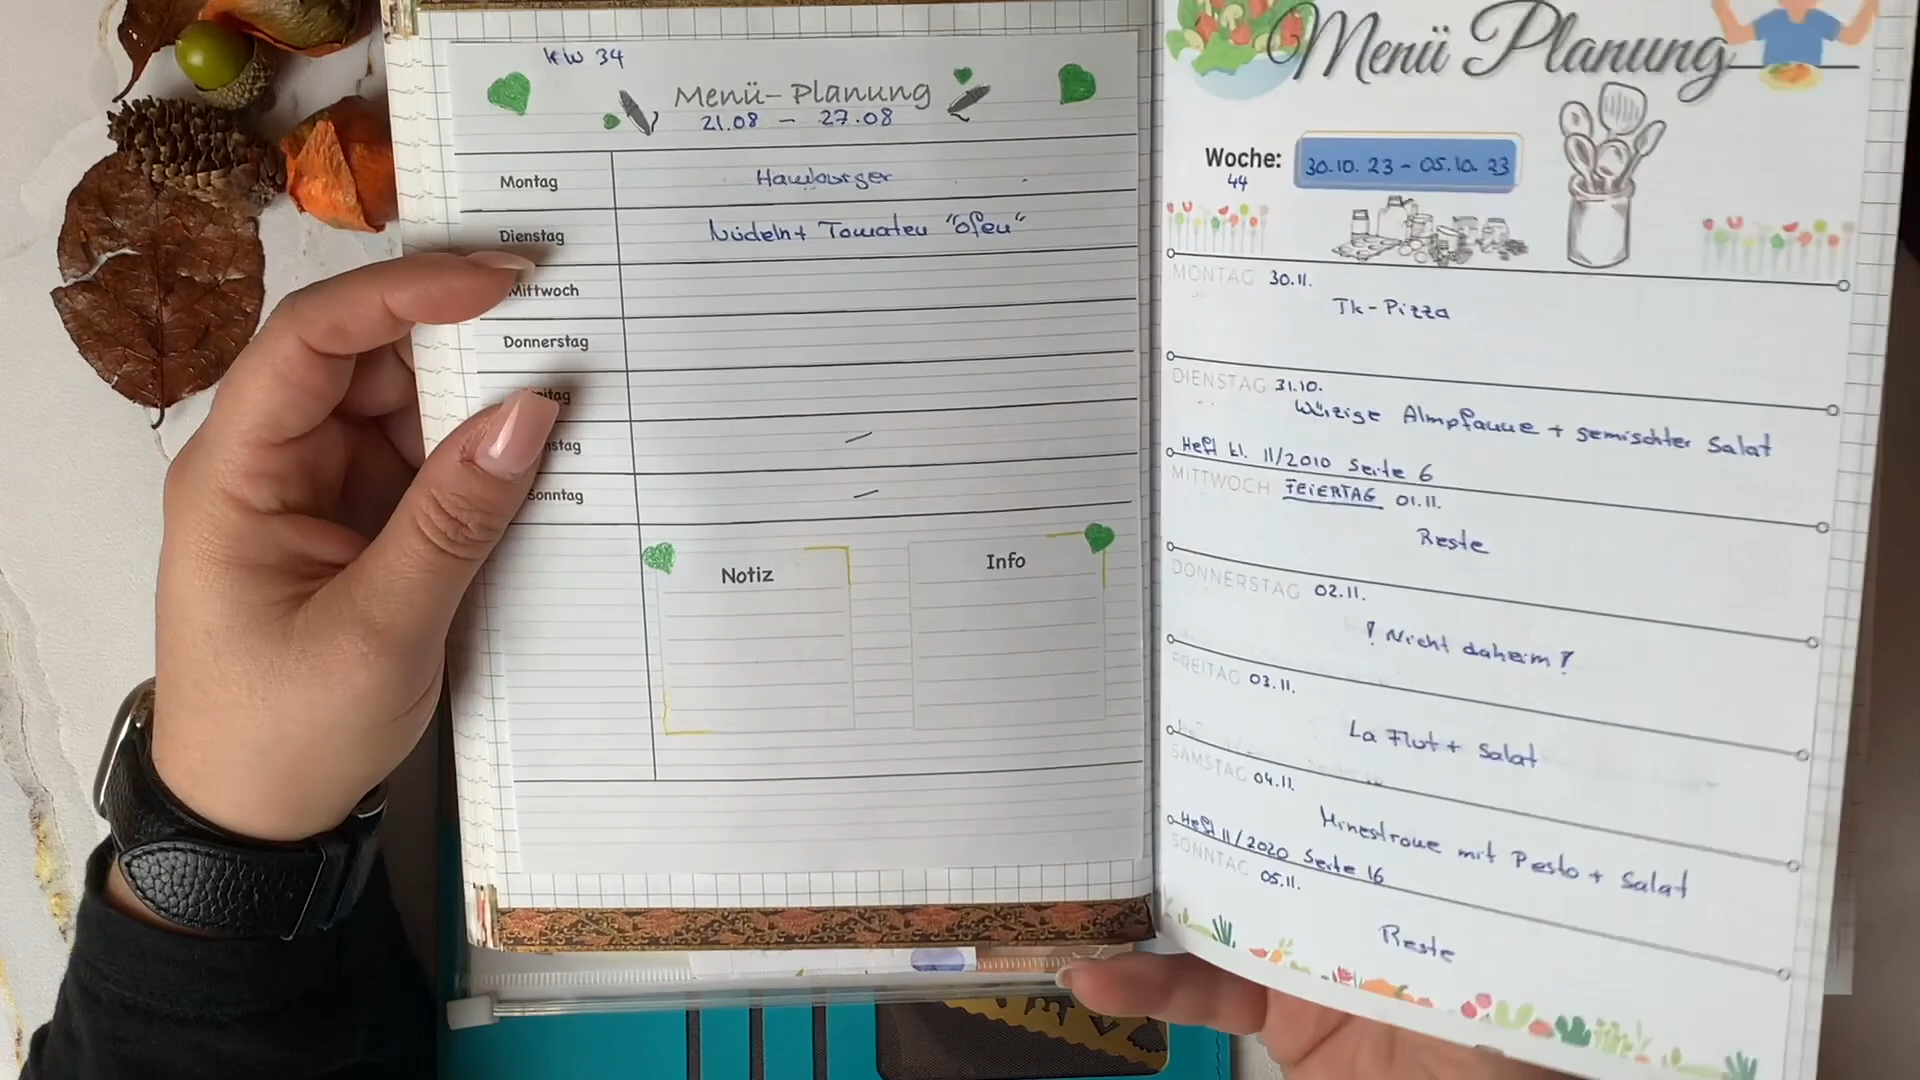 KW 34
Menü-Planung
21.08 - 27.08
Montag
Hamburger
Dienstag
Nudeln + Tomaten "Ofen"
Mittwoch
Donnerstag
itag
stag
Sonntag
Notiz
Info
Menü Planung
Woche: 30.10.23 - 05.10.23
44
MONTAG 30.11.
Tk-Pizza
DIENSTAG 31.10.
Würzige Almpfanne + gemischter Salat
Heft kl. 11/2010 Seite 6
MITTWOCH FEIERTAG 01.11.
Reste
DONNERSTAG 02.11.
! Nicht daheim !
FREITAG 03.11.
La Flut + Salat
SAMSTAG 04.11.
Minestrone mit Pesto + Salat
Heft 11/2020 Seite 16
SONNTAG 05.11.
Reste